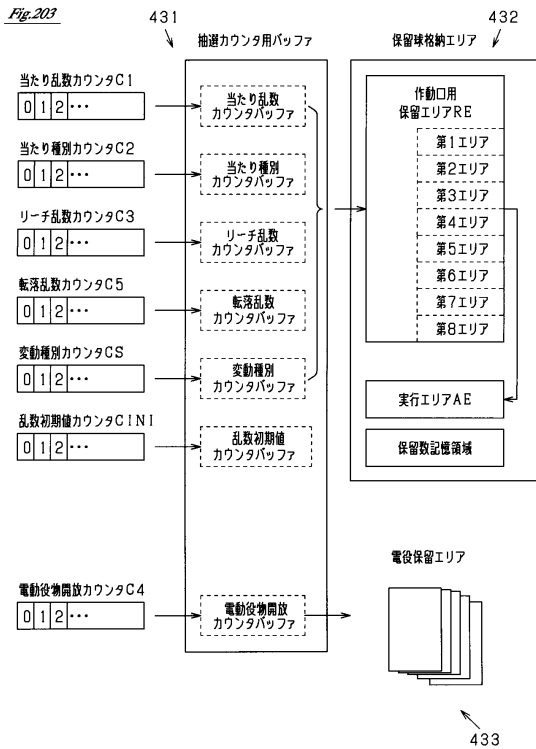 Fig.203
431
432
抽選カウンタ用バッファ
保留球格納エリア
当たり乱数カウンタC1
0 1 2 ・・・
当たり乱数
カウンタバッファ
当たり種別カウンタC2
0 1 2 ・・・
当たり種別
カウンタバッファ
リーチ乱数カウンタC3
0 1 2 ・・・
リーチ乱数
カウンタバッファ
転落乱数カウンタC5
0 1 2 ・・・
転落乱数
カウンタバッファ
変動種別カウンタCS
0 1 2 ・・・
変動種別
カウンタバッファ
乱数初期値カウンタCINI
0 1 2 ・・・
乱数初期値
カウンタバッファ
電動役物開放カウンタC4
0 1 2 ・・・
電動役物開放
カウンタバッファ
作動口用
保留エリアRE
第1エリア
第2エリア
第3エリア
第4エリア
第5エリア
第6エリア
第7エリア
第8エリア
実行エリアAE
保留数記憶領域
電役保留エリア
433